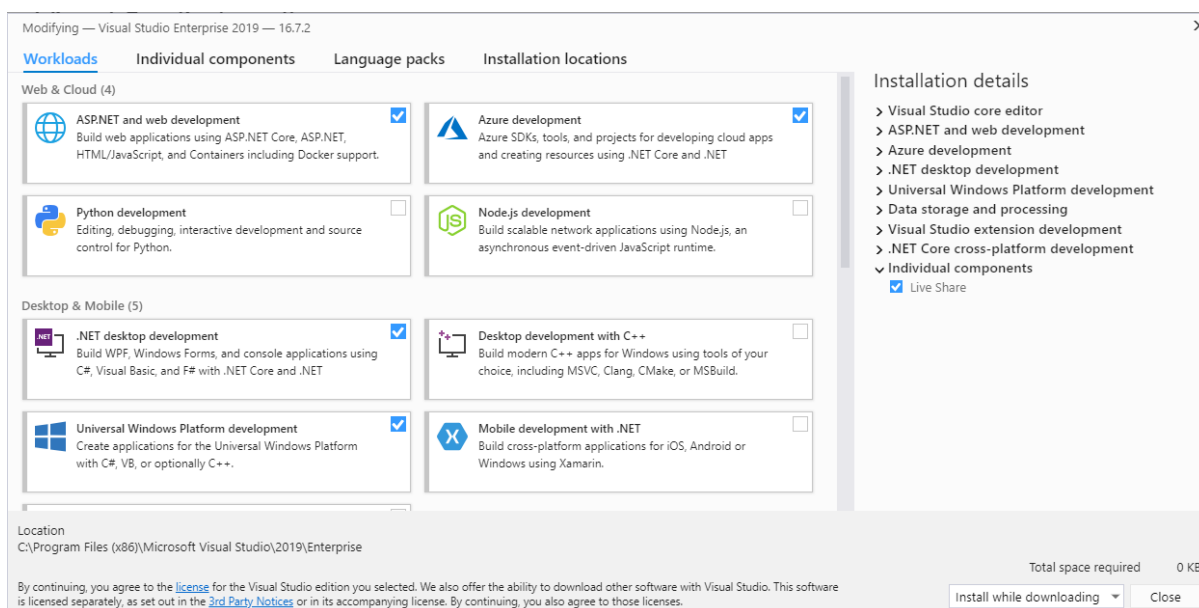 Modifying — Visual Studio Enterprise 2019 — 16.7.2
Workloads
Individual components
Language packs
Installation locations
Web & Cloud (4)
ASP.NET and web development
Build web applications using ASP.NET Core, ASP.NET,
HTML/JavaScript, and Containers including Docker support.
Azure development
Azure SDKs, tools, and projects for developing cloud apps
and creating resources using .NET Core and .NET
Python development
Editing, debugging, interactive development and source
control for Python.
Node.js development
Build scalable network applications using Node.js, an
asynchronous event-driven JavaScript runtime.
Desktop & Mobile (5)
.NET desktop development
Build WPF, Windows Forms, and console applications using
C#, Visual Basic, and F# with .NET Core and .NET
Desktop development with C++
Build modern C++ apps for Windows using tools of your
choice, including MSVC, Clang, CMake, or MSBuild.
Universal Windows Platform development
Create applications for the Universal Windows Platform
with C#, VB, or optionally C++.
Mobile development with .NET
Build cross-platform applications for iOS, Android or
Windows using Xamarin.
Installation details
Visual Studio core editor
ASP.NET and web development
Azure development
.NET desktop development
Universal Windows Platform development
Data storage and processing
Visual Studio extension development
.NET Core cross-platform development
Individual components
Live Share
Location
C:\Program Files (x86)\Microsoft Visual Studio\2019\Enterprise
By continuing, you agree to the license for the Visual Studio edition you selected. We also offer the ability to download other software with Visual Studio. This software
is licensed separately, as set out in the 3rd Party Notices or in its accompanying license. By continuing, you also agree to those licenses.
Total space required 0 KB
Install while downloading
Close